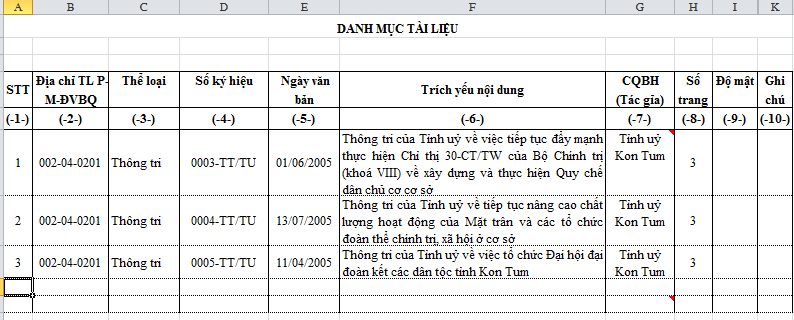 A B C D E F G H I J K
DANH MỤC TÀI LIỆU
STT Địa chỉ TL P-M-ĐVBQ Thể loại Số ký hiệu Ngày văn bản Trích yếu nội dung CQBH (Tác gỉa) Số trang Độ mật Ghi chú
(-1-) (-2-) (-3-) (-4-) (-5-) (-6-) (-7-) (-8-) (-9-) (-10-)
1 002-04-0201 Thông tri 0003-TT/TU 01/06/2005
Thông tri của Tỉnh uỷ về việc tiếp tục đẩy mạnh
thực hiện Chỉ thị 30-CT/TW của Bộ Chính trị
(khoá VIII) về xây dựng và thực hiện Quy chế
dân chủ cơ cơ sở
Tỉnh uỷ
Kon Tum
3
2 002-04-0201 Thông tri 0004-TT/TU 13/07/2005
Thông tri của Tỉnh uỷ về tiếp tục nâng cao chất
lượng hoạt động của Mặt trân và các tổ chức
đoàn thể chính trị, xã hội ở cơ sở
Tỉnh uỷ
Kon Tum
3
3 002-04-0201 Thông tri 0005-TT/TU 11/04/2005
Thông tri của Tỉnh uỷ về việc tổ chức Đại hội đại
đoàn kết các dân tộc tỉnh Kon Tum
Tỉnh uỷ
Kon Tum
3